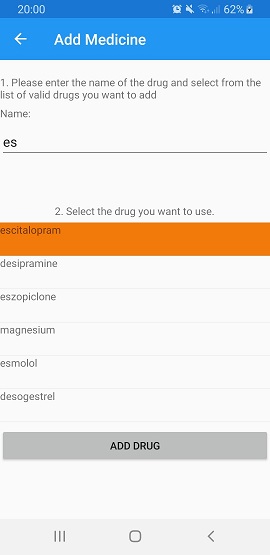 20:00
62%
Add Medicine
1. Please enter the name of the drug and select from the
list of valid drugs you want to add
Name:
es
2. Select the drug you want to use.
escitalopram
desipramine
eszopiclone
magnesium
esmolol
desogestrel
ADD DRUG